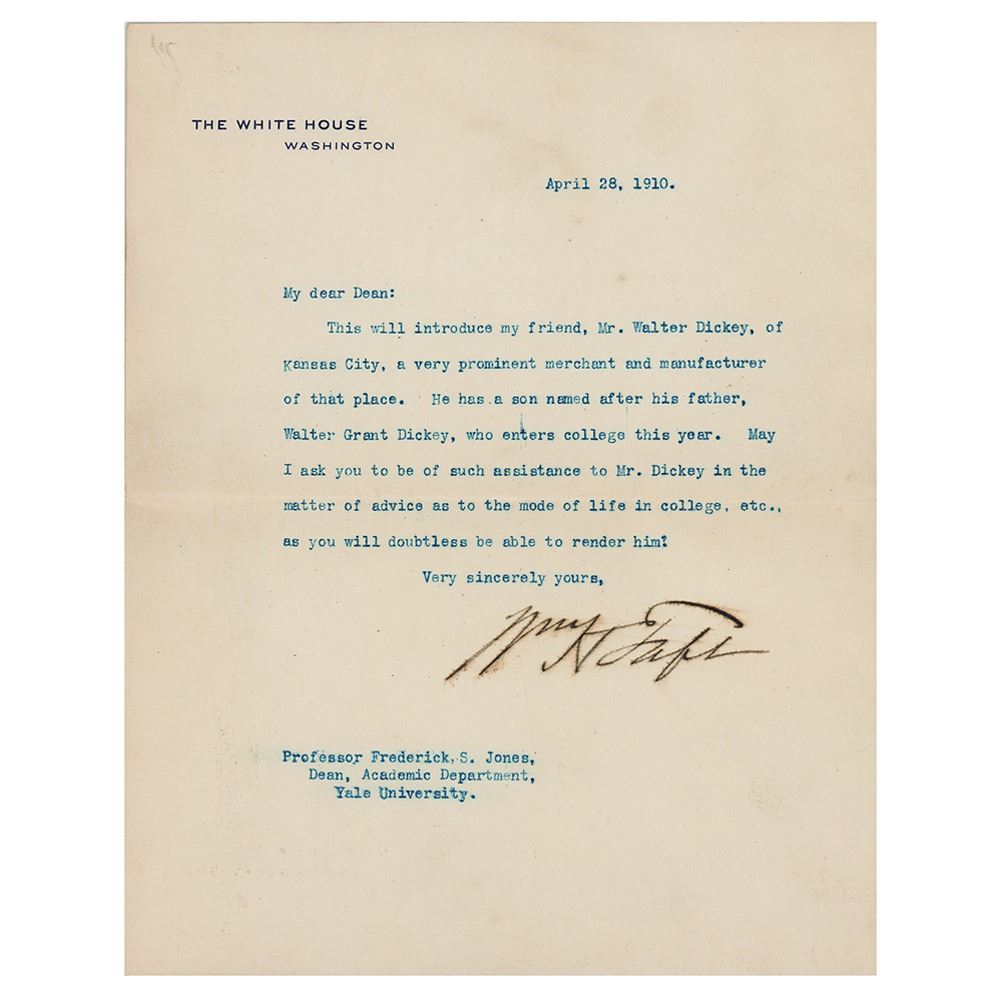 THE WHITE HOUSE
WASHINGTON
April 28, 1910.
My dear Dean:
This will introduce my friend, Mr. Walter Dickey, of
Kansas City, a very prominent merchant and manufacturer
of that place. He has a son named after his father,
Walter Grant Dickey, who enters college this year. May
I ask you to be of such assistance to Mr. Dickey in the
matter of advice as to the mode of life in college, etc.,
as you will doubtless be able to render him?
Very sincerely yours,
Wm H Taft
Professor Frederick, S. Jones,
Dean, Academic Department,
Yale University.